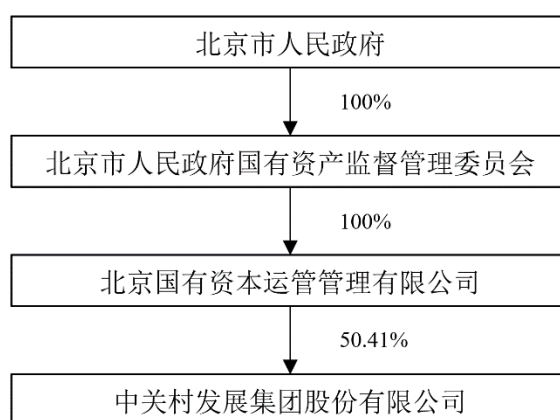 北京市人民政府
100%
北京市人民政府国有资产监督管理委员会
100%
北京国有资本运管管理有限公司
50.41%
中关村发展集团股份有限公司